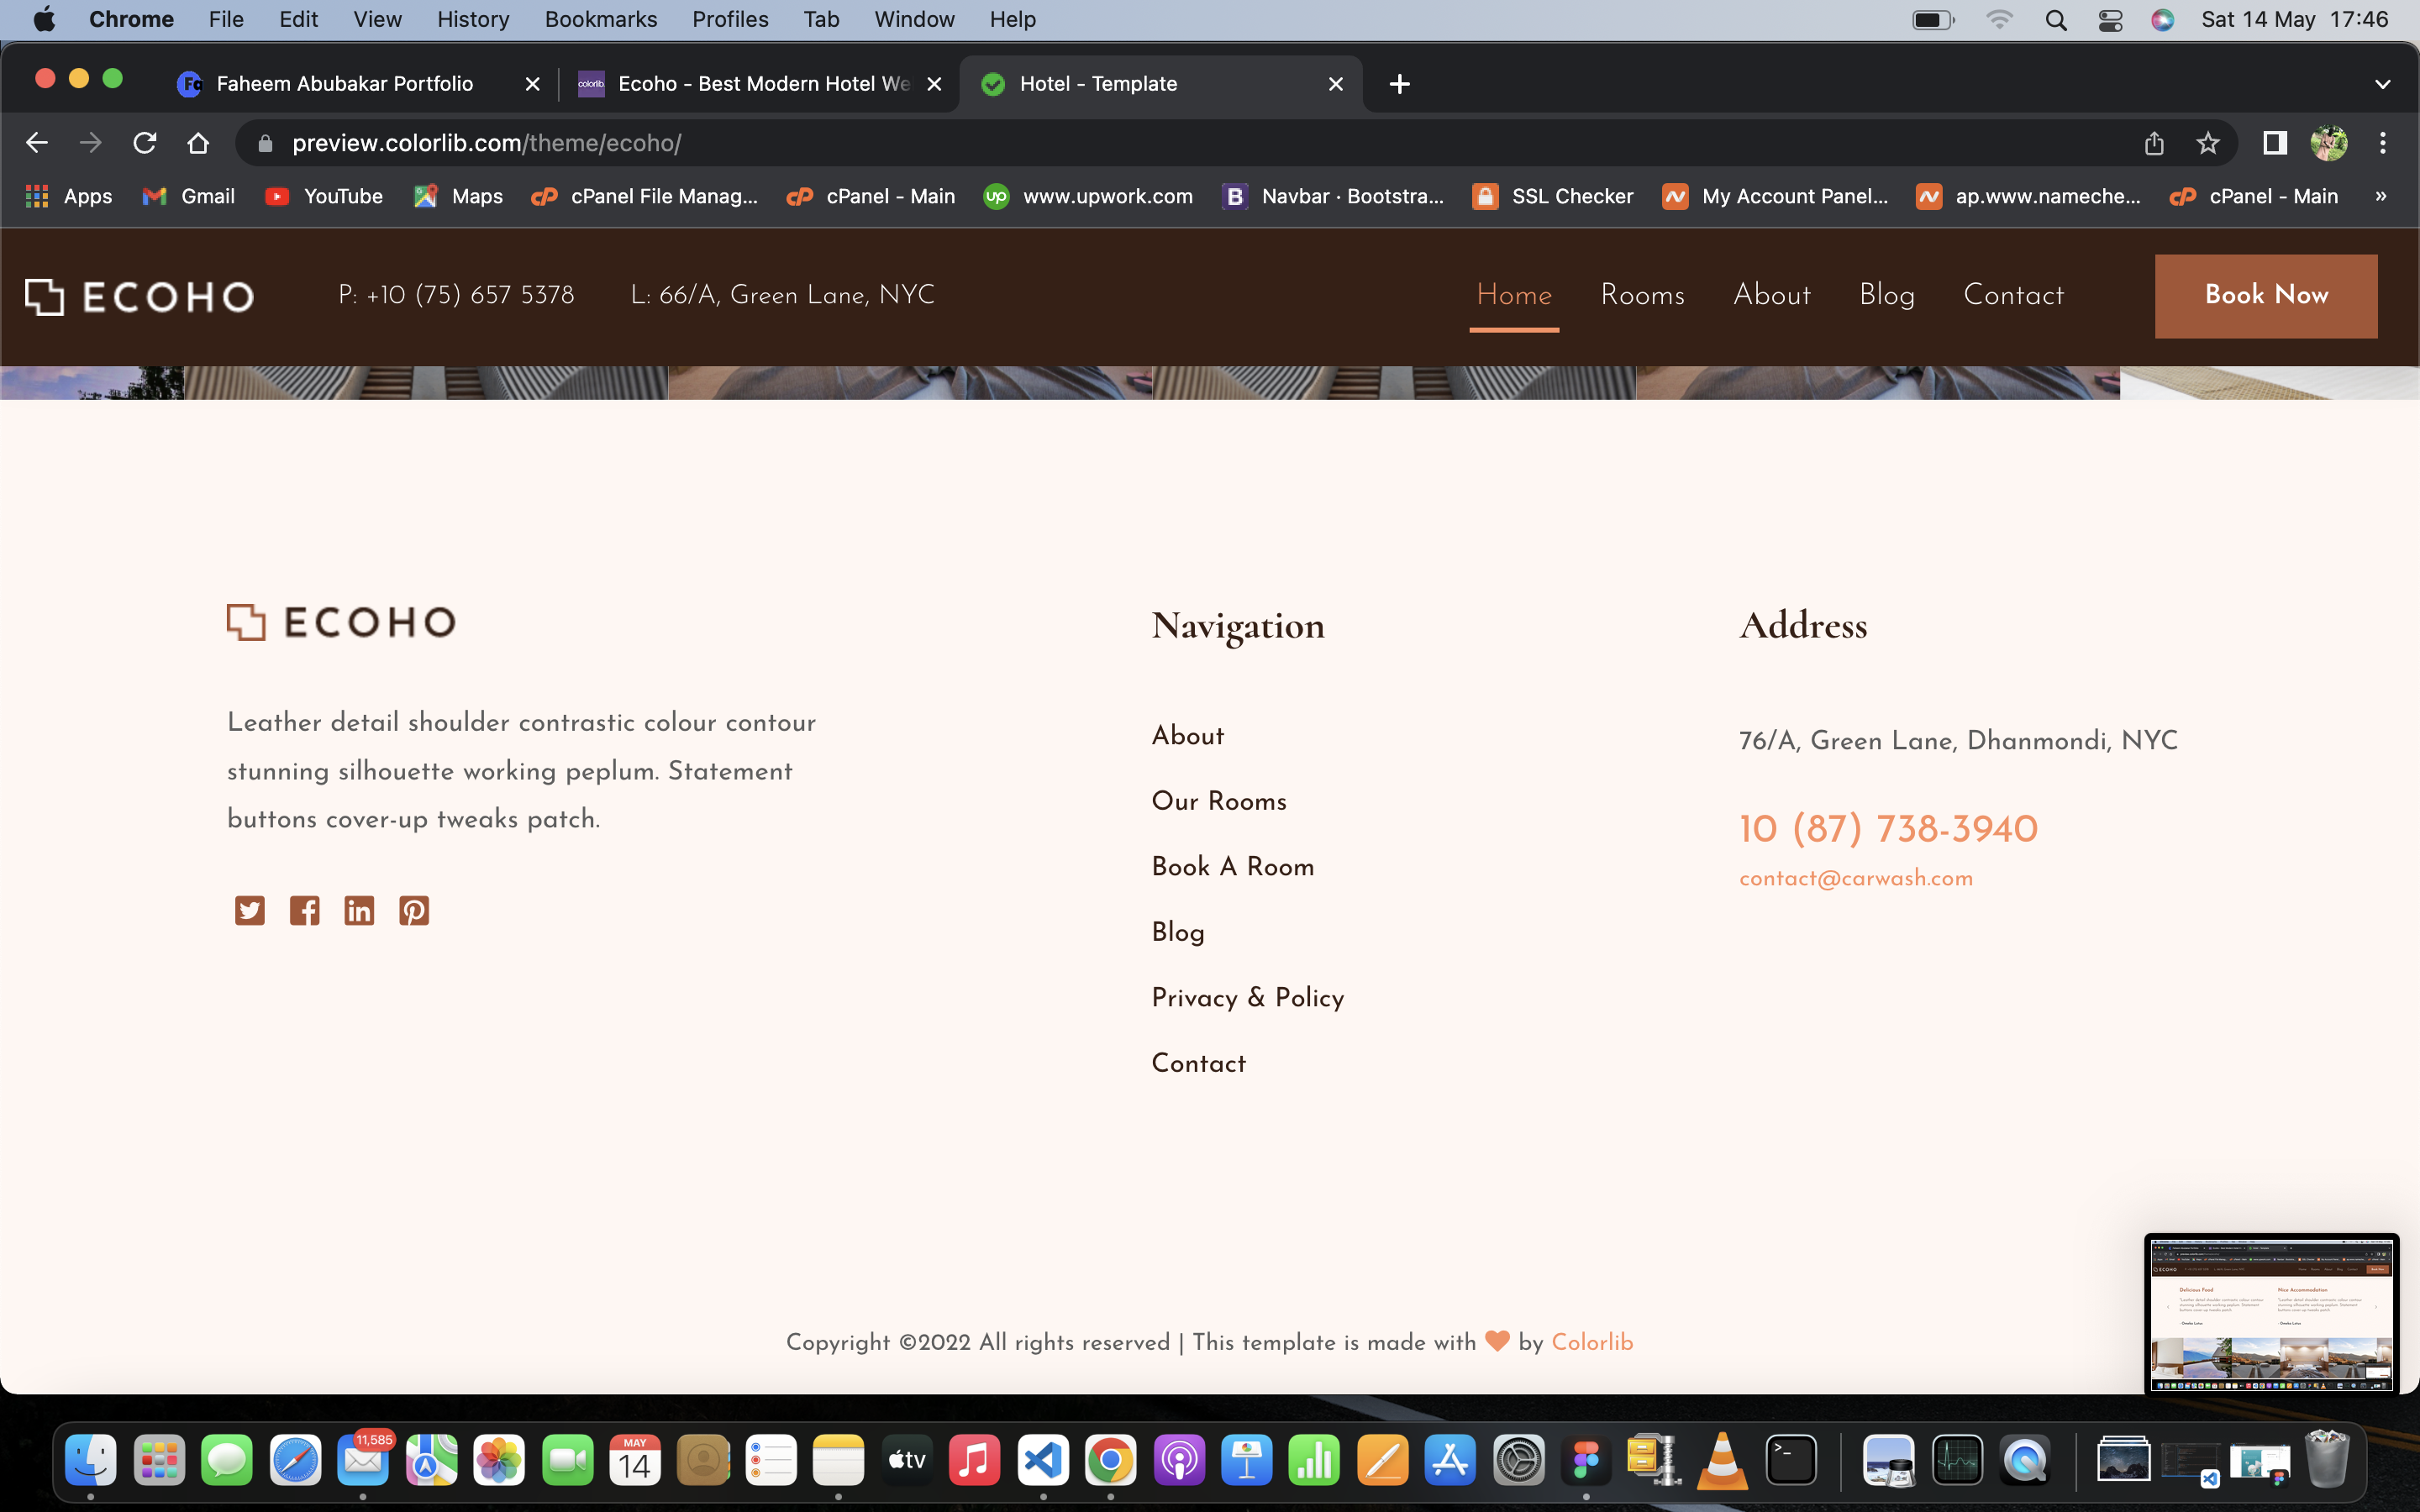 Chrome File Edit View History Bookmarks Profiles Tab Window Help Sat 14 May 17:46
Faheem Abubakar Portfolio Ecoho - Best Modern Hotel We Hotel - Template
preview.colorlib.com/theme/ecoho/
Apps Gmail YouTube Maps cPanel File Manag... cPanel - Main www.upwork.com Navbar · Bootstra... SSL Checker My Account Panel... ap.www.nameche... cPanel - Main »
ECOHO P: +10 (75) 657 5378 L: 66/A, Green Lane, NYC Home Rooms About Blog Contact Book Now
ECOHO
Leather detail shoulder contrastic colour contour
stunning silhouette working peplum. Statement
buttons cover-up tweaks patch.
Navigation
About
Our Rooms
Book A Room
Blog
Privacy & Policy
Contact
Address
76/A, Green Lane, Dhanmondi, NYC
10 (87) 738-3940
contact@carwash.com
Delicious Food Nice Accommodation
Copyright ©2022 All rights reserved | This template is made with by Colorlib
11,585
MAY
14
tv